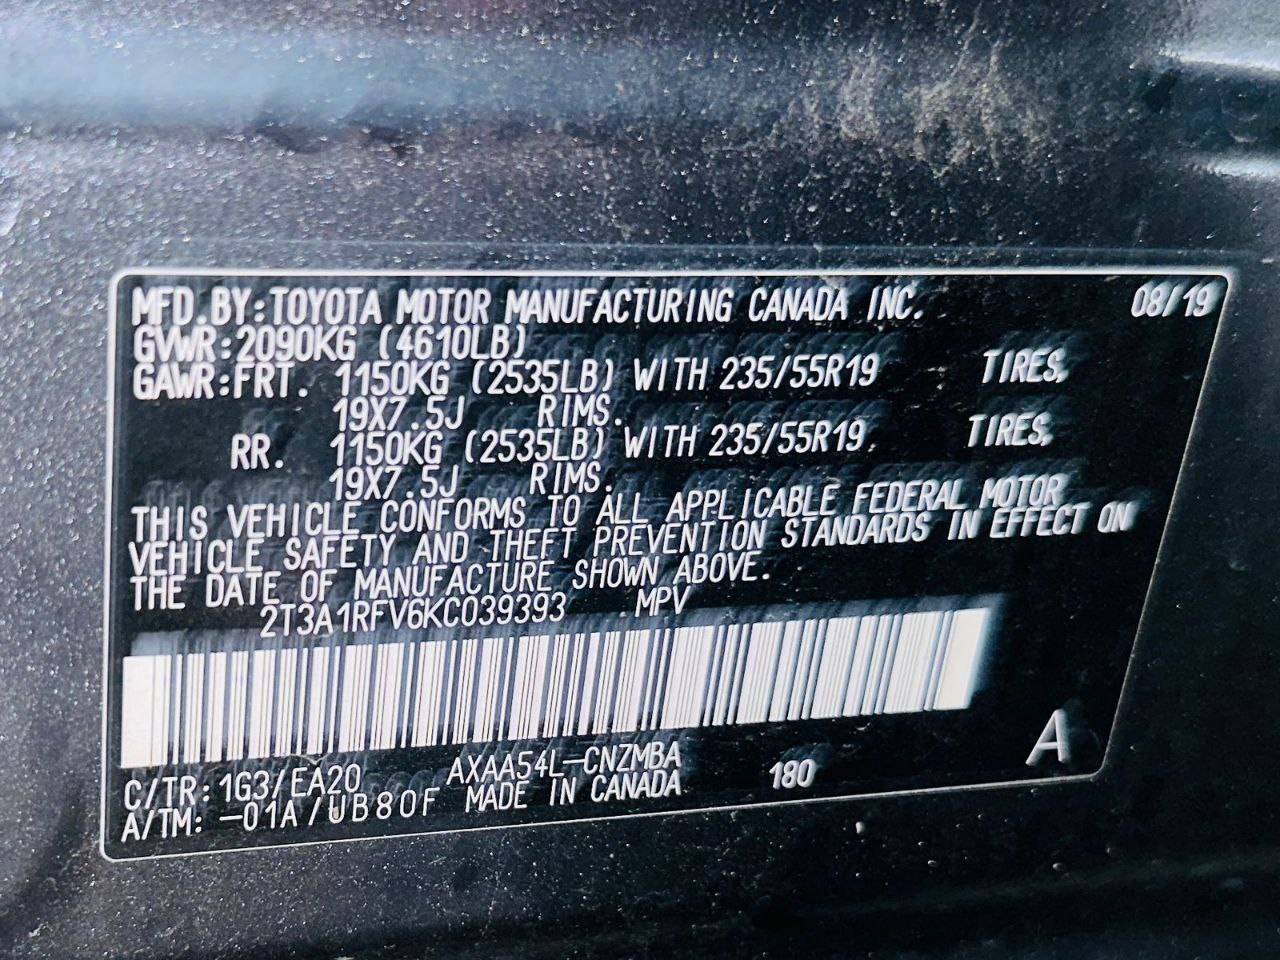 MFD.BY:TOYOTA MOTOR MANUFACTURING CANADA INC. 08/19
GVWR:2090KG (4610LB)
GAWR:FRT. 1150KG (2535LB) WITH 235/55R19 TIRES,
19X7.5J RIMS.
RR. 1150KG (2535LB) WITH 235/55R19, TIRES,
19X7.5J RIMS.
THIS VEHICLE CONFORMS TO ALL APPLICABLE FEDERAL MOTOR
VEHICLE SAFETY AND THEFT PREVENTION STANDARDS IN EFFECT ON
THE DATE OF MANUFACTURE SHOWN ABOVE.
2T3A1RFV6KC039393 MPV
A
C/TR:1G3/EA20 AXAA54L-CNZMBA 180
A/TM:-01A/UB80F MADE IN CANADA